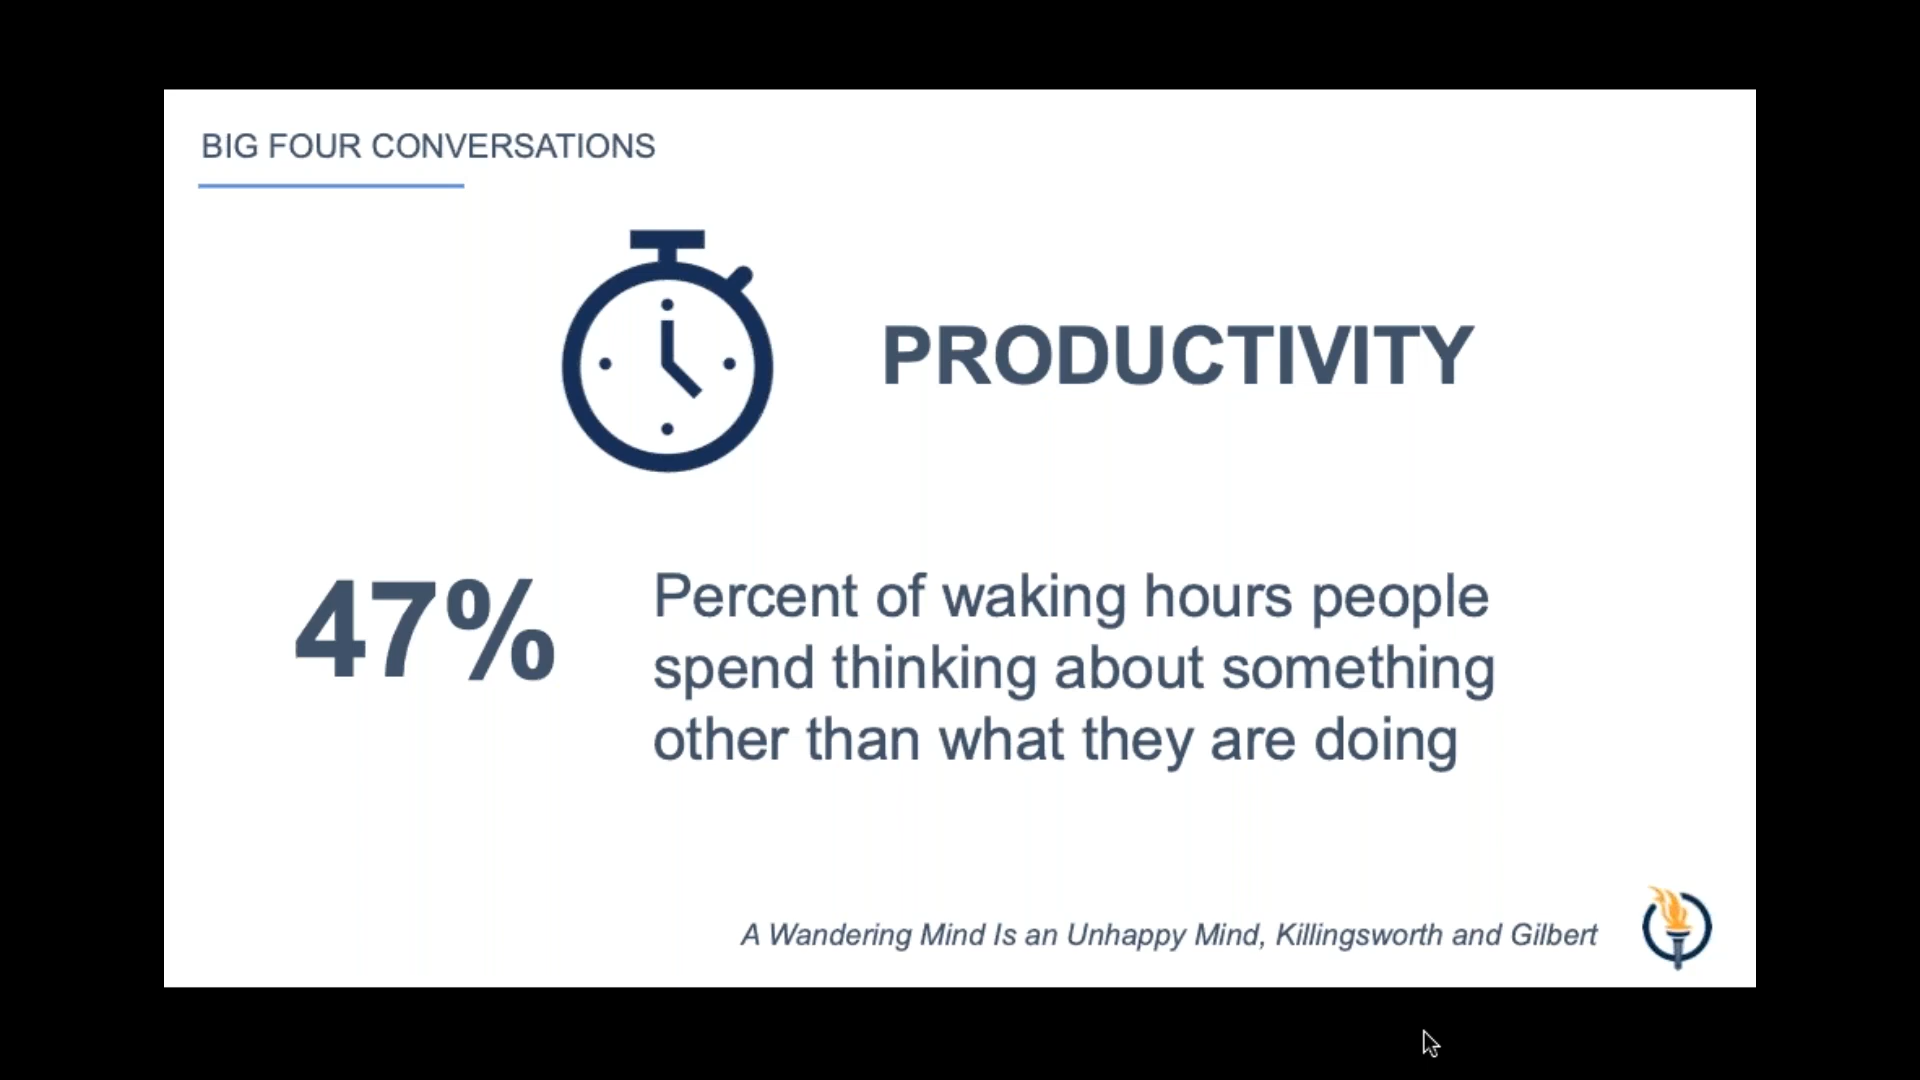 BIG FOUR CONVERSATIONS
PRODUCTIVITY
47%
Percent of waking hours people
spend thinking about something
other than what they are doing
A Wandering Mind Is an Unhappy Mind, Killingsworth and Gilbert